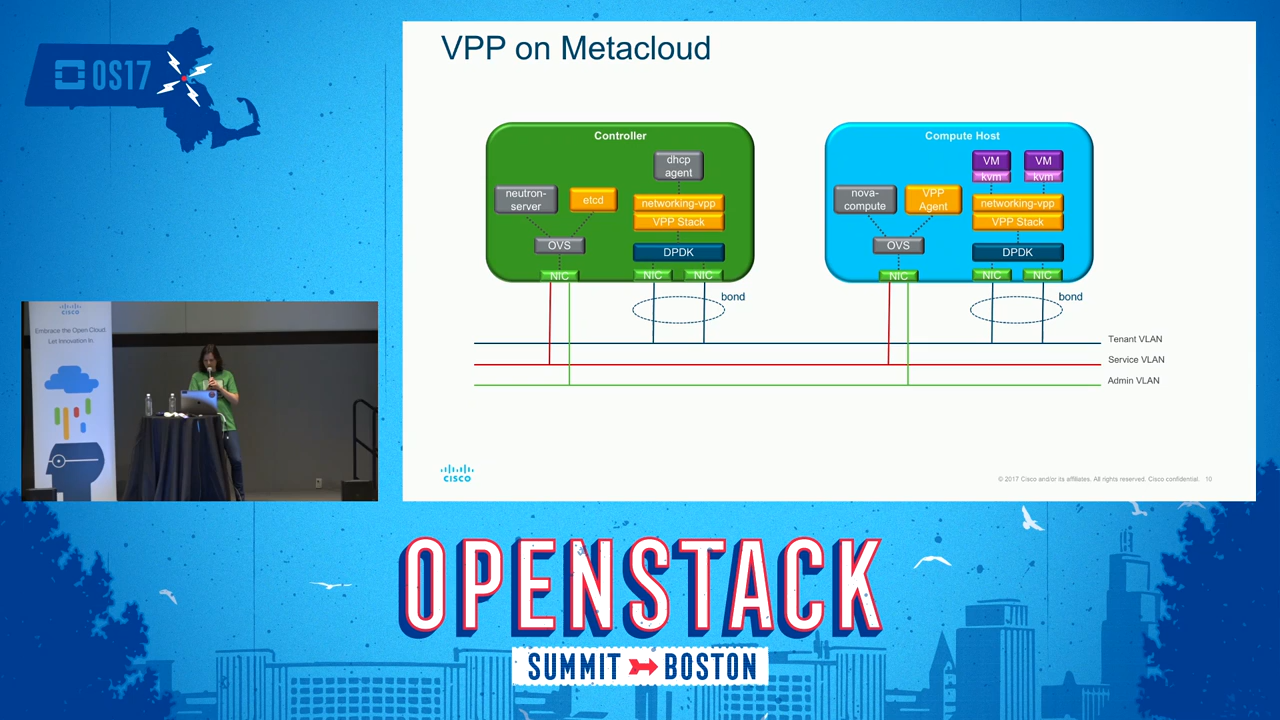 OS17
VPP on Metacloud
Controller
dhcp
agent
neutron-
server
etcd
networking-vpp
VPP Stack
OVS
DPDK
NIC
NIC
NIC
bond
Compute Host
VM
VM
kvm
kvm
nova-
compute
VPP
Agent
networking-vpp
VPP Stack
OVS
DPDK
NIC
NIC
NIC
bond
Tenant VLAN
Service VLAN
Admin VLAN
CISCO
© 2017 Cisco and/or its affiliates. All rights reserved. Cisco confidential. 10
CISCO
Embrace the Open Cloud
Let Innovation
OPENSTACK
SUMMIT BOSTON